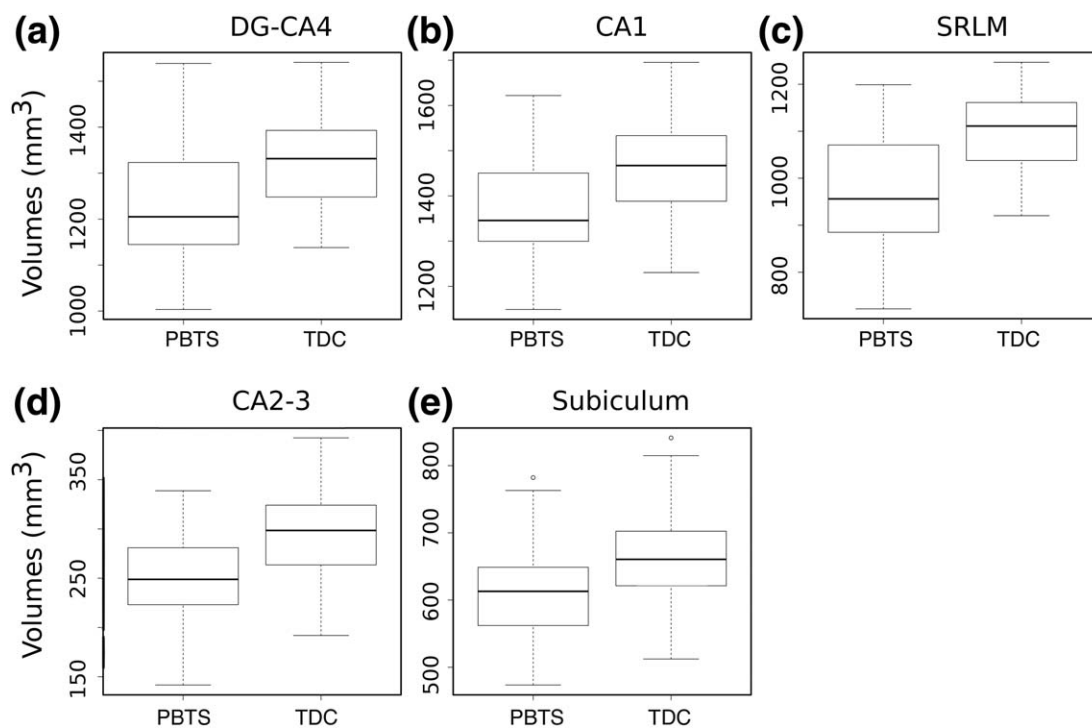 (a) DG-CA4
Volumes (mm³)
1000 1200 1400
PBTS TDC
(b) CA1
1200 1400 1600
PBTS TDC
(c) SRLM
800 1000 1200
PBTS TDC
(d) CA2-3
Volumes (mm³)
150 250 350
PBTS TDC
(e) Subiculum
500 600 700 800
PBTS TDC